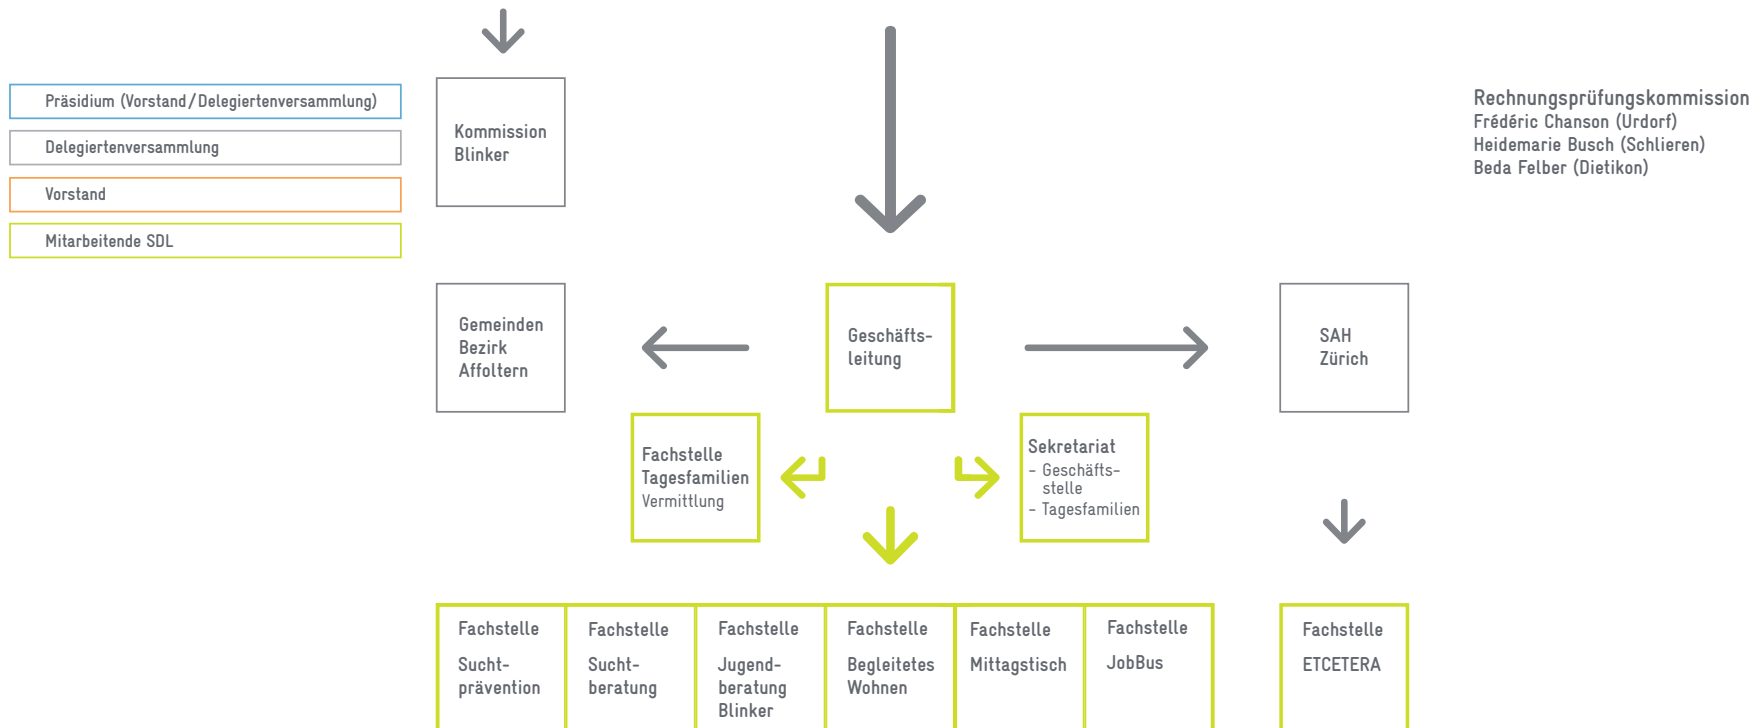 Präsidium (Vorstand/Delegiertenversammlung)
Delegiertenversammlung
Vorstand
Mitarbeitende SDL
Kommission
Blinker
Rechnungsprüfungskommission
Frédéric Chanson (Urdorf)
Heidemarie Busch (Schlieren)
Beda Felber (Dietikon)
Gemeinden
Bezirk
Affoltern
Geschäfts-
leitung
SAH
Zürich
Fachstelle
Tagesfamilien
Vermittlung
Sekretariat
- Geschäfts-
stelle
- Tagesfamilien
Fachstelle
Sucht-
prävention
Fachstelle
Sucht-
beratung
Fachstelle
Jugend-
beratung
Blinker
Fachstelle
Begleitetes
Wohnen
Fachstelle
Mittagstisch
Fachstelle
JobBus
Fachstelle
ETCETERA